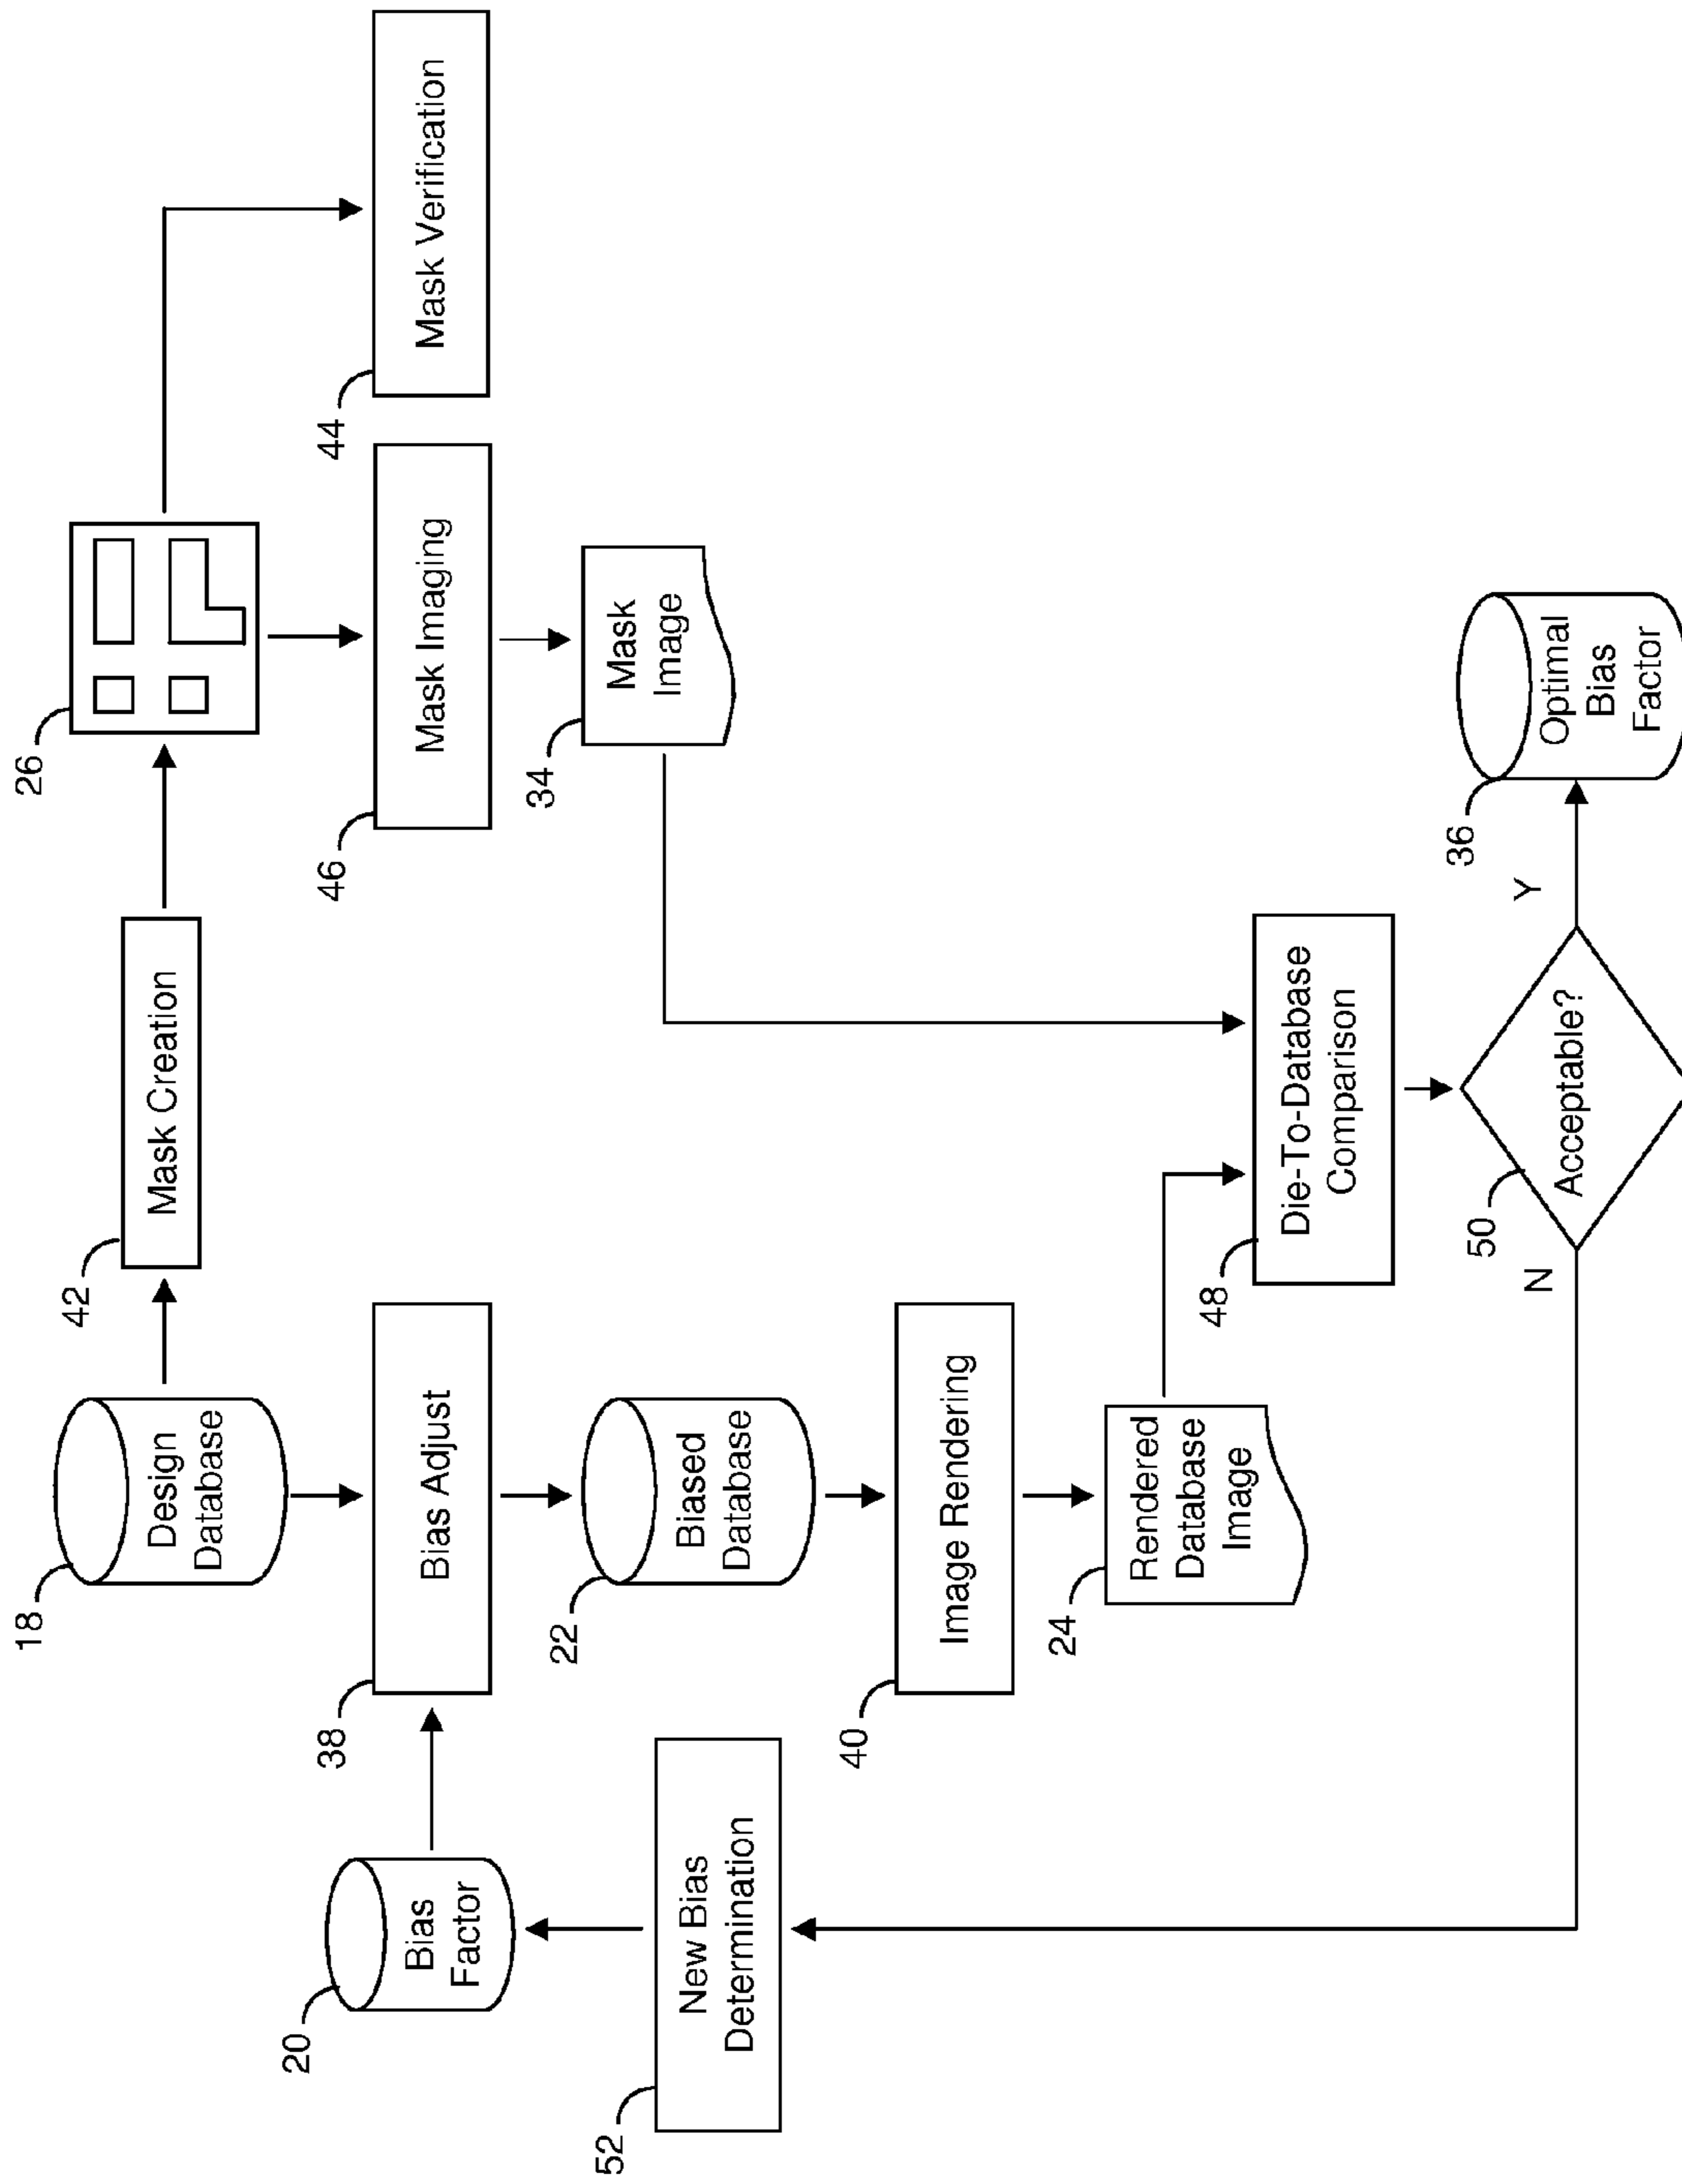 18
Design
Database
42
Mask Creation
26
20
Bias
Factor
38
Bias Adjust
46
Mask Imaging
44
Mask Verification
22
Biased
Database
34
Mask
Image
52
New Bias
Determination
40
Image Rendering
24
Rendered
Database
Image
48
Die-To-Database
Comparison
50
Acceptable?
N
Y
36
Optimal
Bias
Factor